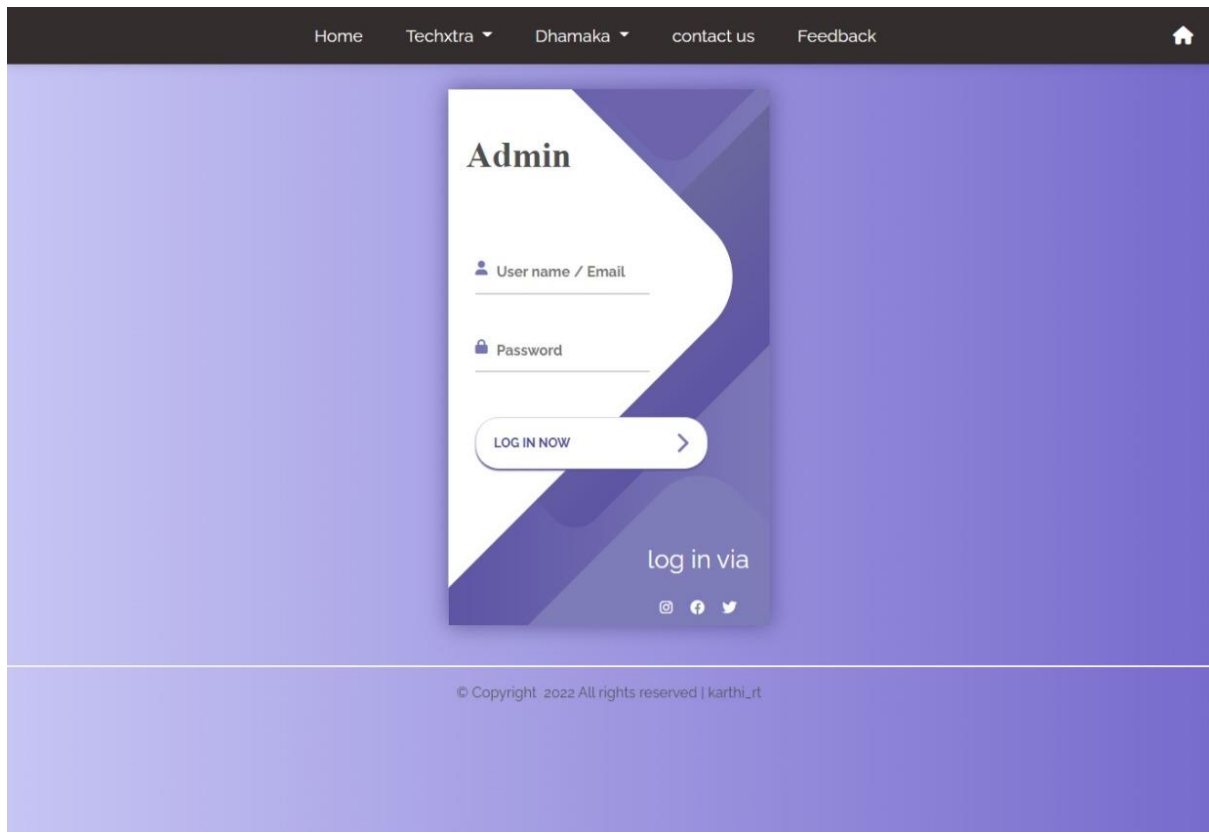 Home Techxtra Dhamaka contact us Feedback
Admin
User name / Email
Password
LOG IN NOW
log in via
© Copyright 2022 All rights reserved | karthi_rt